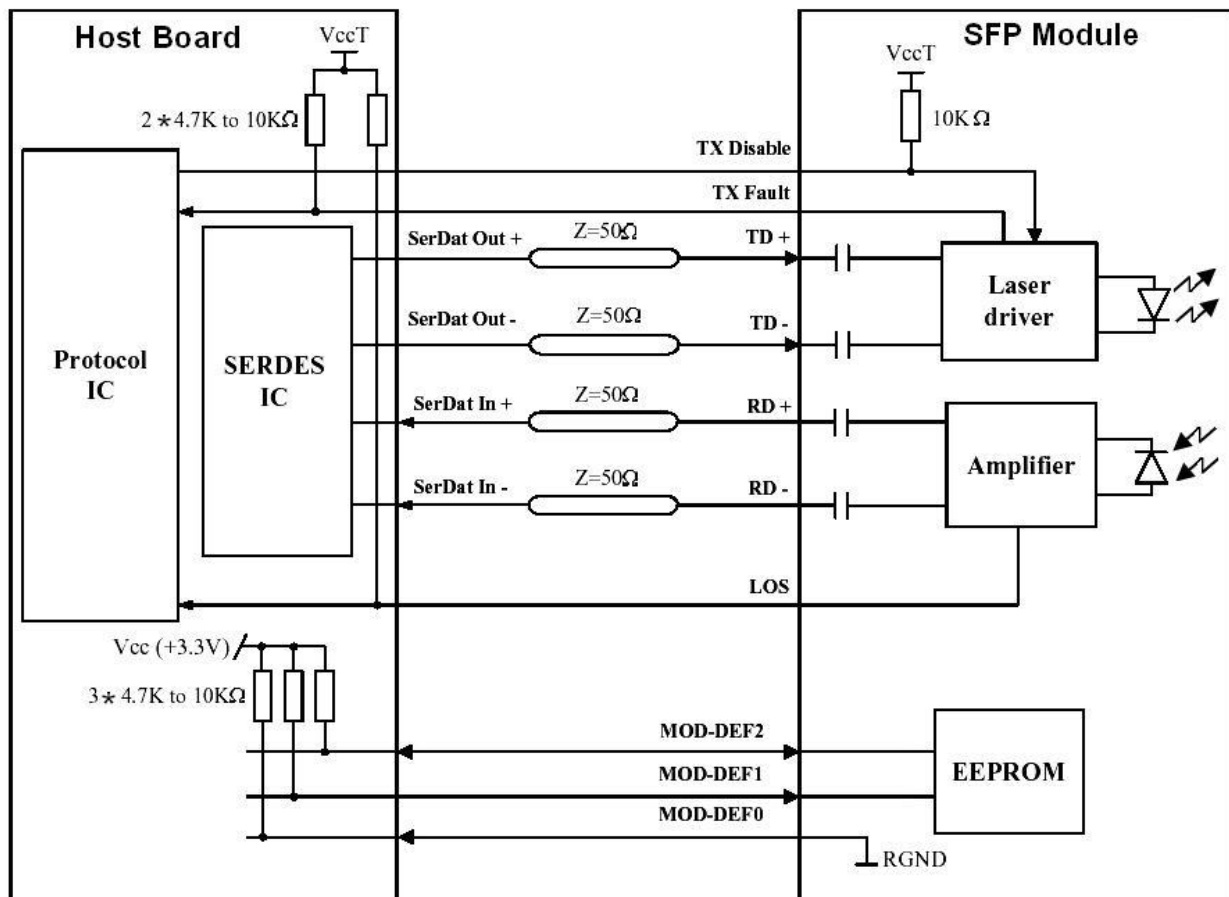 Host Board
VccT
SFP Module
VccT
2*4.7K to 10KΩ
10KΩ
TX Disable
TX Fault
SerDat Out +
Z=50Ω
TD +
Laser driver
SerDat Out -
Z=50Ω
TD -
Protocol IC
SERDES IC
SerDat In +
Z=50Ω
RD +
Amplifier
SerDat In -
Z=50Ω
RD -
LOS
Vcc (+3.3V)
3*4.7K to 10KΩ
MOD-DEF2
EEPROM
MOD-DEF1
MOD-DEF0
RGND